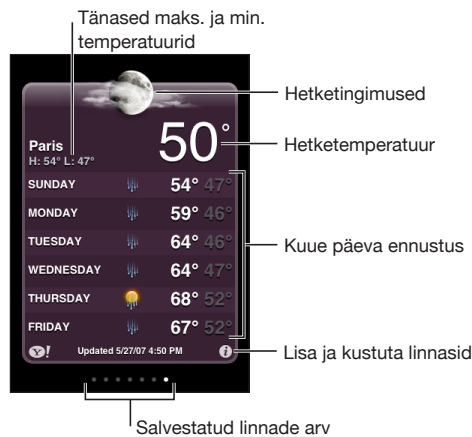 Tänased maks. ja min.
temperatuurid
Hetketingimused
Paris
H: 54° L: 47°
50°
Hetketemperatuur
SUNDAY 54° 47°
MONDAY 59° 46°
TUESDAY 64° 46°
Kuue päeva ennustus
WEDNESDAY 64° 47°
THURSDAY 68° 52°
FRIDAY 67° 52°
Y! Updated 5/27/07 4:50 PM i
Lisa ja kustuta linnasid
Salvestatud linnade arv